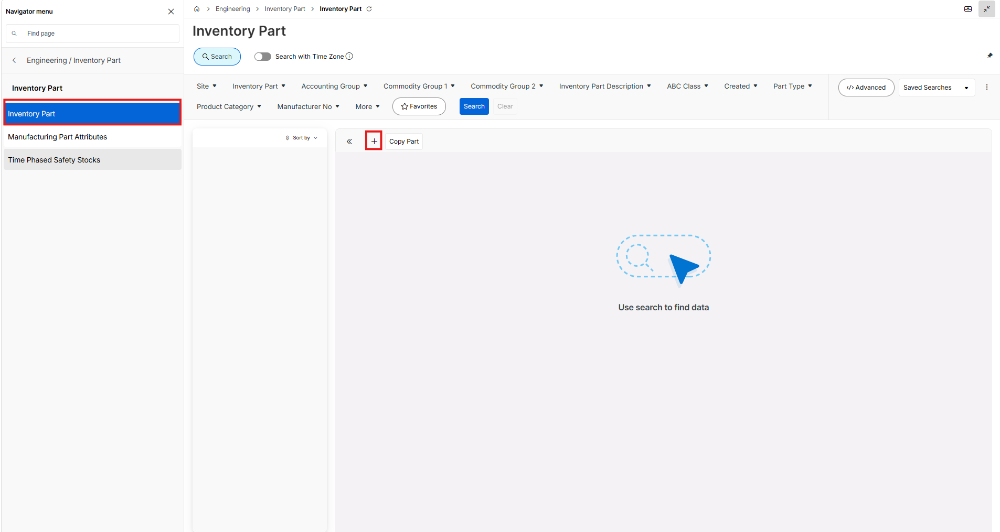 Navigator menu
Find page
Engineering / Inventory Part
Inventory Part
Inventory Part
Manufacturing Part Attributes
Time Phased Safety Stocks
Engineering > Inventory Part > Inventory Part
Inventory Part
Search Search with Time Zone
Site Inventory Part Accounting Group Commodity Group 1 Commodity Group 2 Inventory Part Description ABC Class Created Part Type
Product Category Manufacturer No More Favorites Search Clear
</> Advanced Saved Searches
Sort by
Copy Part
Use search to find data